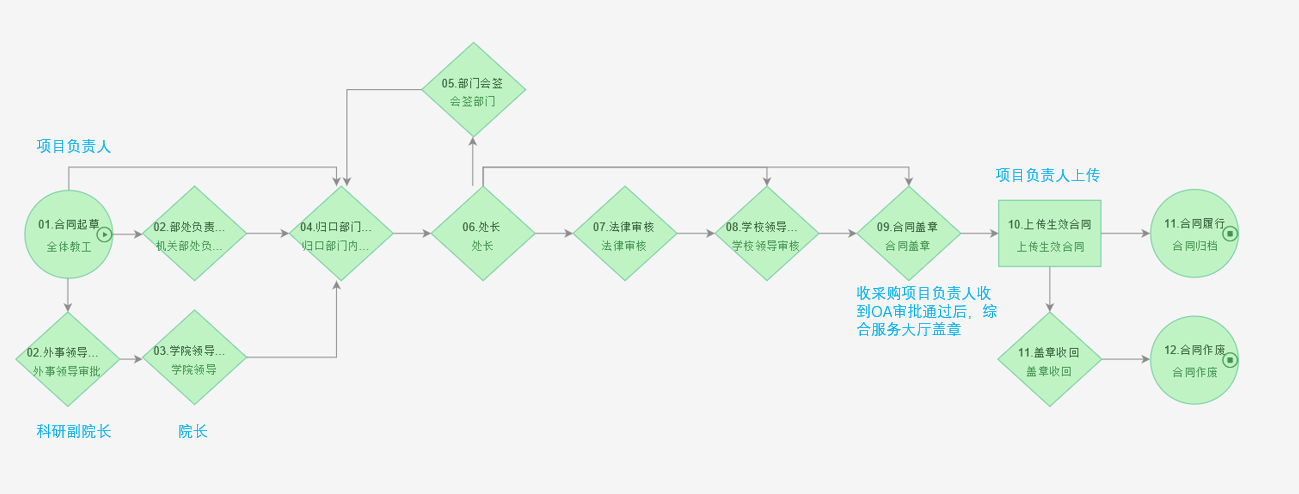 05.部门会签
会签部门
项目负责人
项目负责人上传
01.合同起草
全体教工
02.部处负责...
机关部处负...
04.归口部门...
归口部门内...
06.处长
处长
07.法律审核
法律审核
08.学校领导...
学校领导审核
09.合同盖章
合同盖章
10.上传生效合同
上传生效合同
11.合同履行
合同归档
收采购项目负责人收
到OA审批通过后，综
合服务大厅盖章
02.外事领导...
外事领导审批
03.学院领导...
学院领导
11.盖章收回
盖章收回
12.合同作废
合同作废
科研副院长
院长